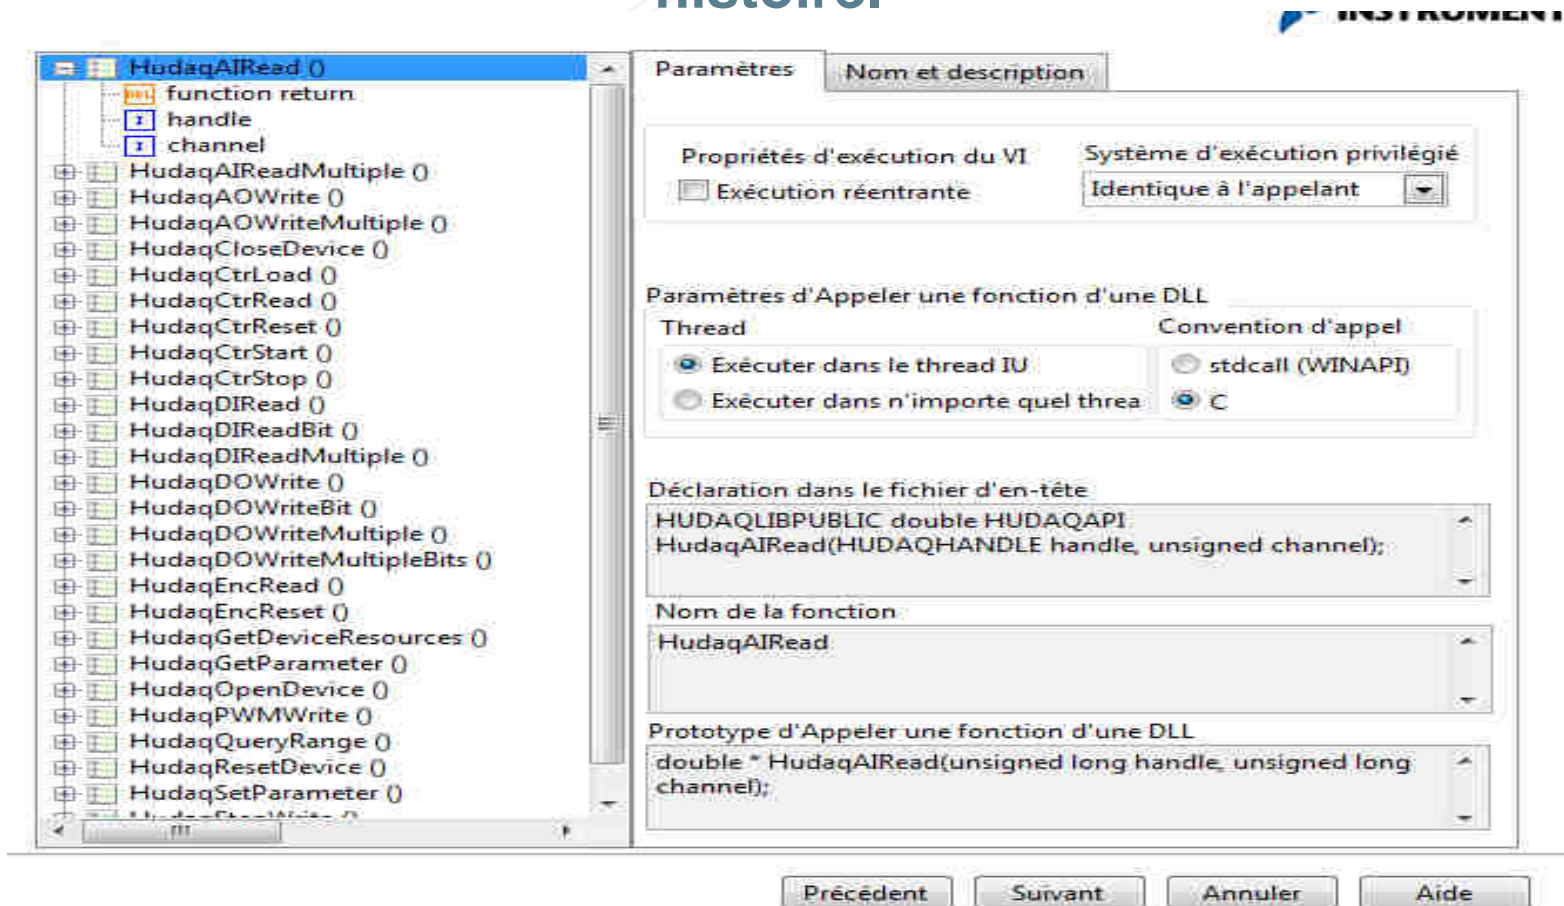 HudaqAIRead ()
function return
handle
channel
HudaqAIReadMultiple ()
HudaqAOWrite ()
HudaqAOWriteMultiple ()
HudaqCloseDevice ()
HudaqCtrLoad ()
HudaqCtrRead ()
HudaqCtrReset ()
HudaqCtrStart ()
HudaqCtrStop ()
HudaqDIRead ()
HudaqDIReadBit ()
HudaqDIReadMultiple ()
HudaqDOWrite ()
HudaqDOWriteBit ()
HudaqDOWriteMultiple ()
HudaqDOWriteMultipleBits ()
HudaqEncRead ()
HudaqEncReset ()
HudaqGetDeviceResources ()
HudaqGetParameter ()
HudaqOpenDevice ()
HudaqPWMWrite ()
HudaqQueryRange ()
HudaqResetDevice ()
HudaqSetParameter ()
Paramètres
Nom et description
Propriétés d'exécution du VI
Exécution réentrante
Système d'exécution privilégié
Identique à l'appelant
Paramètres d'Appeler une fonction d'une DLL
Thread
Exécuter dans le thread IU
Exécuter dans n'importe quel threa
Convention d'appel
stdcall (WINAPI)
C
Déclaration dans le fichier d'en-tête
HUDAQLIBPUBLIC double HUDAQAPI
HudaqAIRead(HUDAQHANDLE handle, unsigned channel);
Nom de la fonction
HudaqAIRead
Prototype d'Appeler une fonction d'une DLL
double * HudaqAIRead(unsigned long handle, unsigned long
channel);
Précédent
Suivant
Annuler
Aide